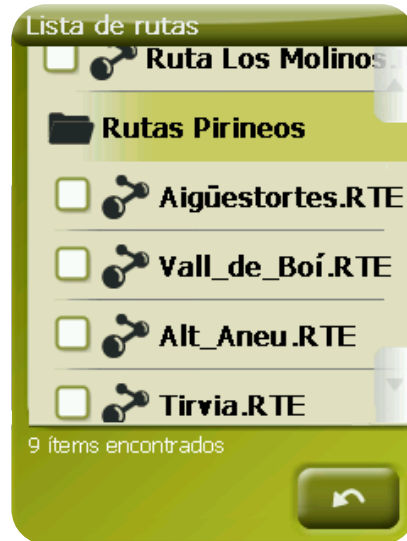 Lista de rutas
Ruta Los Molinos.
Rutas Pirineos
Aigüestortes.RTE
Vall_de_Boí.RTE
Alt_Aneu.RTE
Tirvia.RTE
9 ítems encontrados